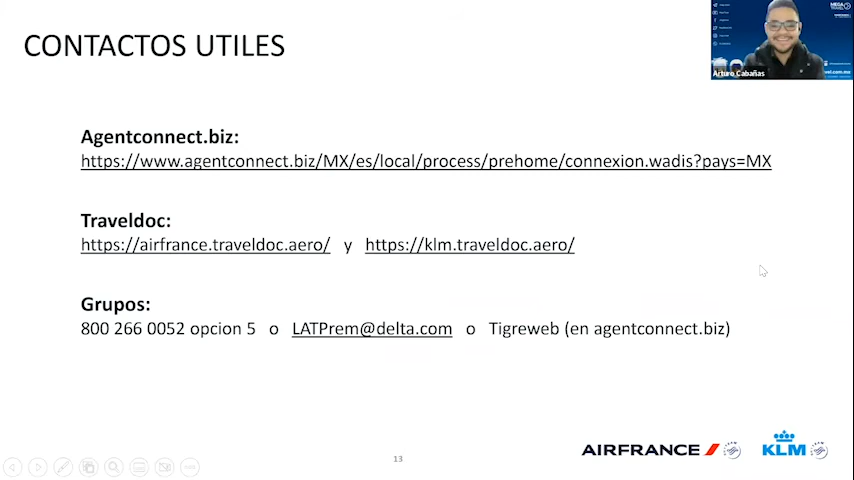 CONTACTOS UTILES
MEGA
TRAVEL
Arturo Cabañas
Agentconnect.biz:
https://www.agentconnect.biz/MX/es/local/process/prehome/connexion.wadis?pays=MX
Traveldoc:
https://airfrance.traveldoc.aero/ y https://klm.traveldoc.aero/
Grupos:
800 266 0052 opcion 5 o LATPrem@delta.com o Tigreweb (en agentconnect.biz)
13
AIRFRANCE
KLM